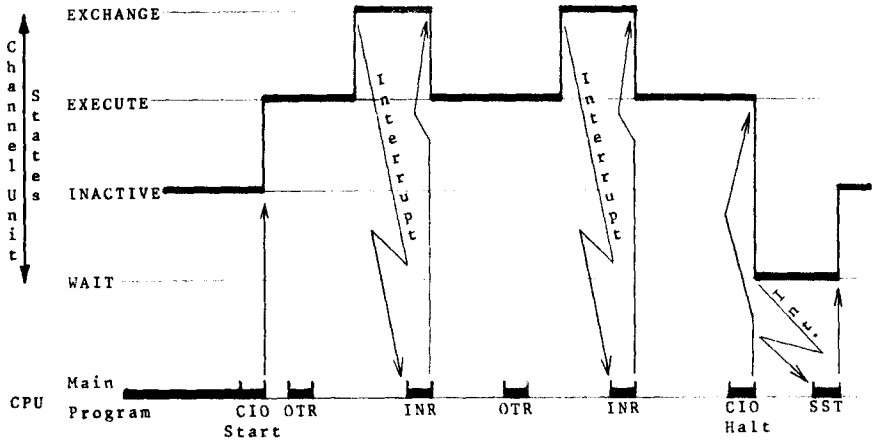 EXCHANGE
Channel Unit
States
Interrupt
Interrupt
EXECUTE
INACTIVE
WAIT
Int.
CPU
Main
Program
CIO OTR INR OTR INR CIO SST
Start Halt